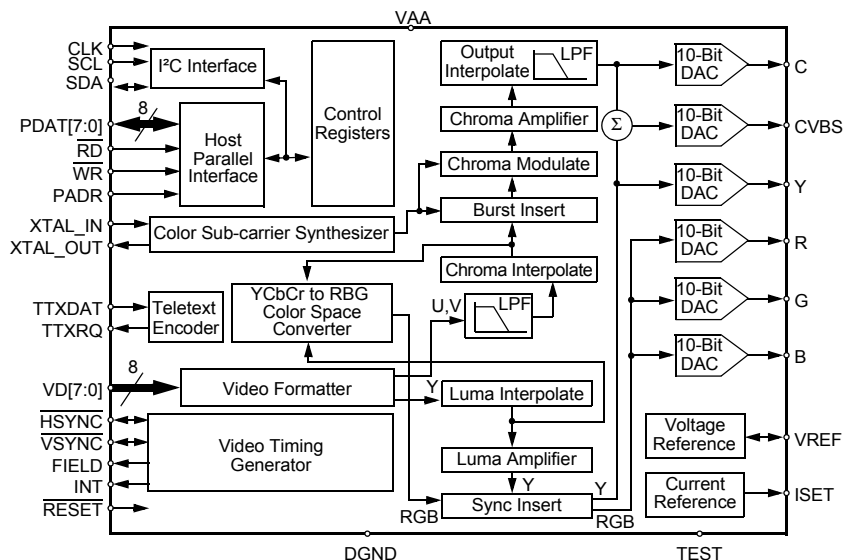 VAA
CLK
SCL
SDA
I²C Interface
PDAT[7:0]
8
RD
WR
PADR
Host
Parallel
Interface
Control
Registers
XTAL_IN
XTAL_OUT
Color Sub-carrier Synthesizer
TTXDAT
TTXRQ
Teletext
Encoder
YCbCr to RBG
Color Space
Converter
VD[7:0]
8
Video Formatter
HSYNC
VSYNC
FIELD
INT
RESET
Video Timing
Generator
Output
Interpolate
LPF
Chroma Amplifier
Chroma Modulate
Burst Insert
Chroma Interpolate
U,V
LPF
Y
Luma Interpolate
Luma Amplifier
Y
Sync Insert
RGB
Y
RGB
Σ
10-Bit
DAC
C
10-Bit
DAC
CVBS
10-Bit
DAC
Y
10-Bit
DAC
R
10-Bit
DAC
G
10-Bit
DAC
B
Voltage
Reference
VREF
Current
Reference
ISET
DGND
TEST